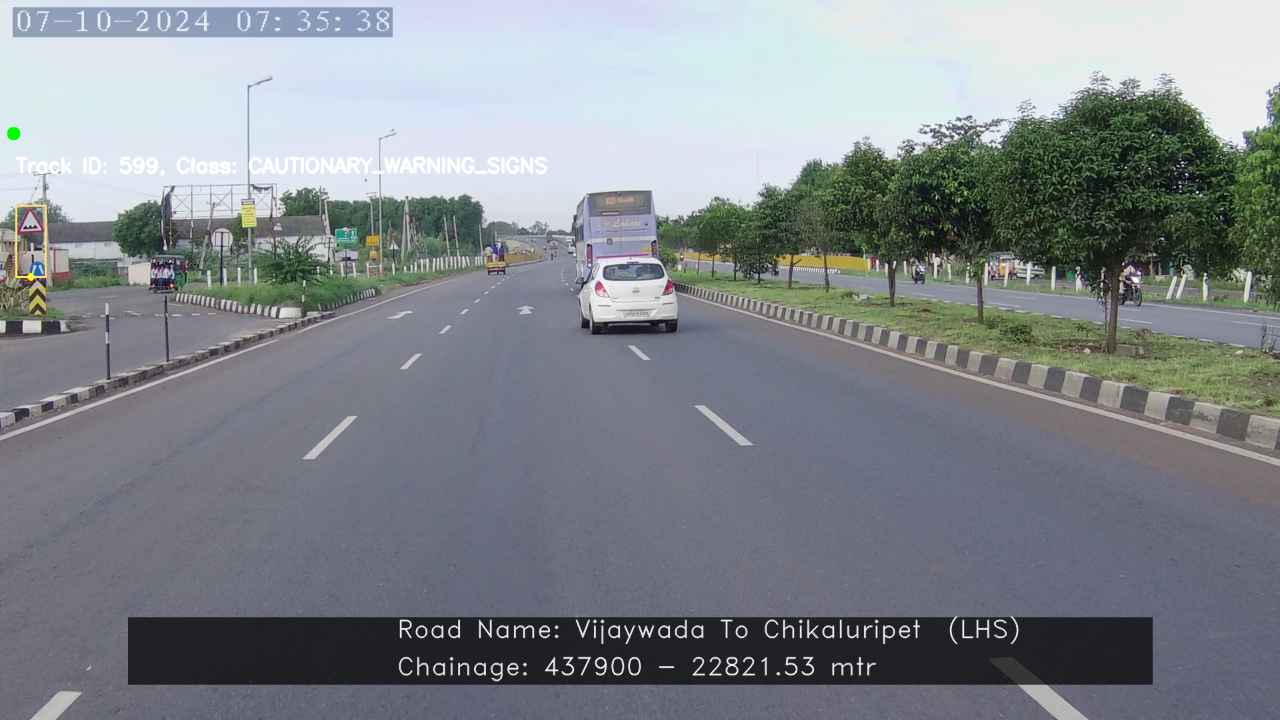 07-10-2024 07:35:38
Track ID: 599, Class: CAUTIONARY_WARNING_SIGNS
Road Name: Vijaywada To Chikaluripet (LHS)
Chainage: 437900 - 22821.53 mtr